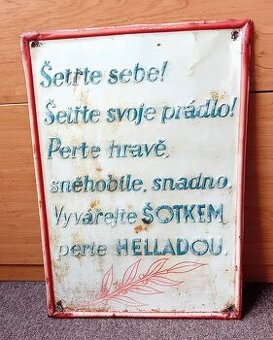 Šetřte sebe!
Šetřte svoje prádlo!
Perte hravě,
sněhobíle, snadno.
Vyvářejte ŠOTKEM,
perte HELLADOU.